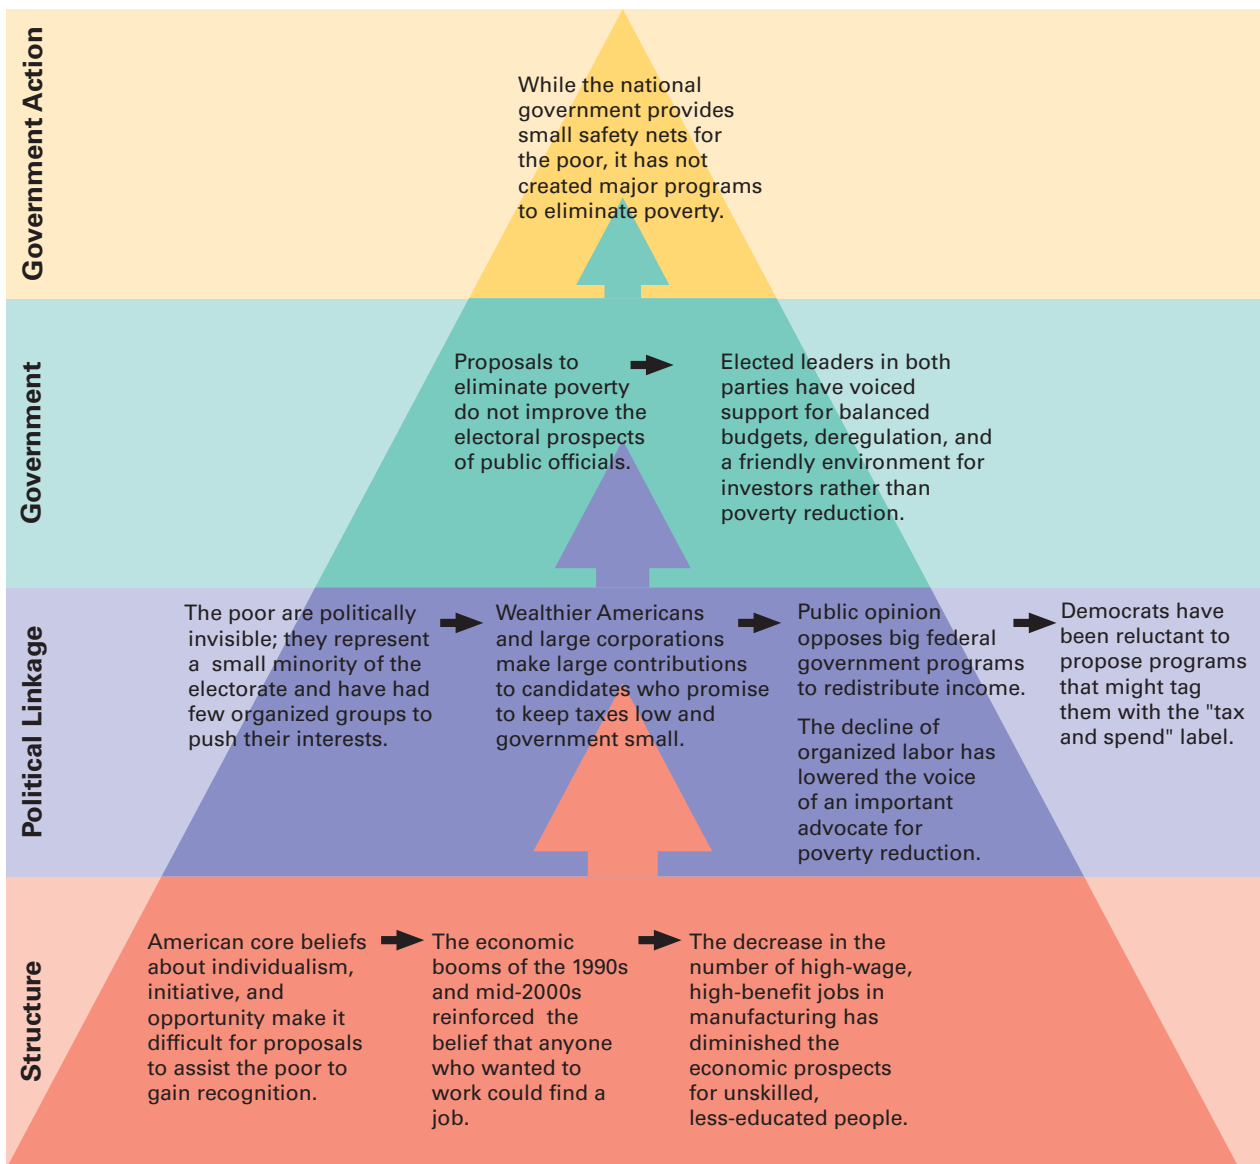 Government Action
While the national
government provides
small safety nets for
the poor, it has not
created major programs
to eliminate poverty.
Government
Proposals to
eliminate poverty
do not improve the
electoral prospects
of public officials.
Elected leaders in both
parties have voiced
support for balanced
budgets, deregulation, and
a friendly environment for
investors rather than
poverty reduction.
Political Linkage
The poor are politically
invisible; they represent
a small minority of the
electorate and have had
few organized groups to
push their interests.
Wealthier Americans
and large corporations
make large contributions
to candidates who promise
to keep taxes low and
government small.
Public opinion
opposes big federal
government programs
to redistribute income.
The decline of
organized labor has
lowered the voice
of an important
advocate for
poverty reduction.
Democrats have
been reluctant to
propose programs
that might tag
them with the "tax
and spend" label.
Structure
American core beliefs
about individualism,
initiative, and
opportunity make it
difficult for proposals
to assist the poor to
gain recognition.
The economic
booms of the 1990s
and mid-2000s
reinforced the
belief that anyone
who wanted to
work could find a
job.
The decrease in the
number of high-wage,
high-benefit jobs in
manufacturing has
diminished the
economic prospects
for unskilled,
less-educated people.